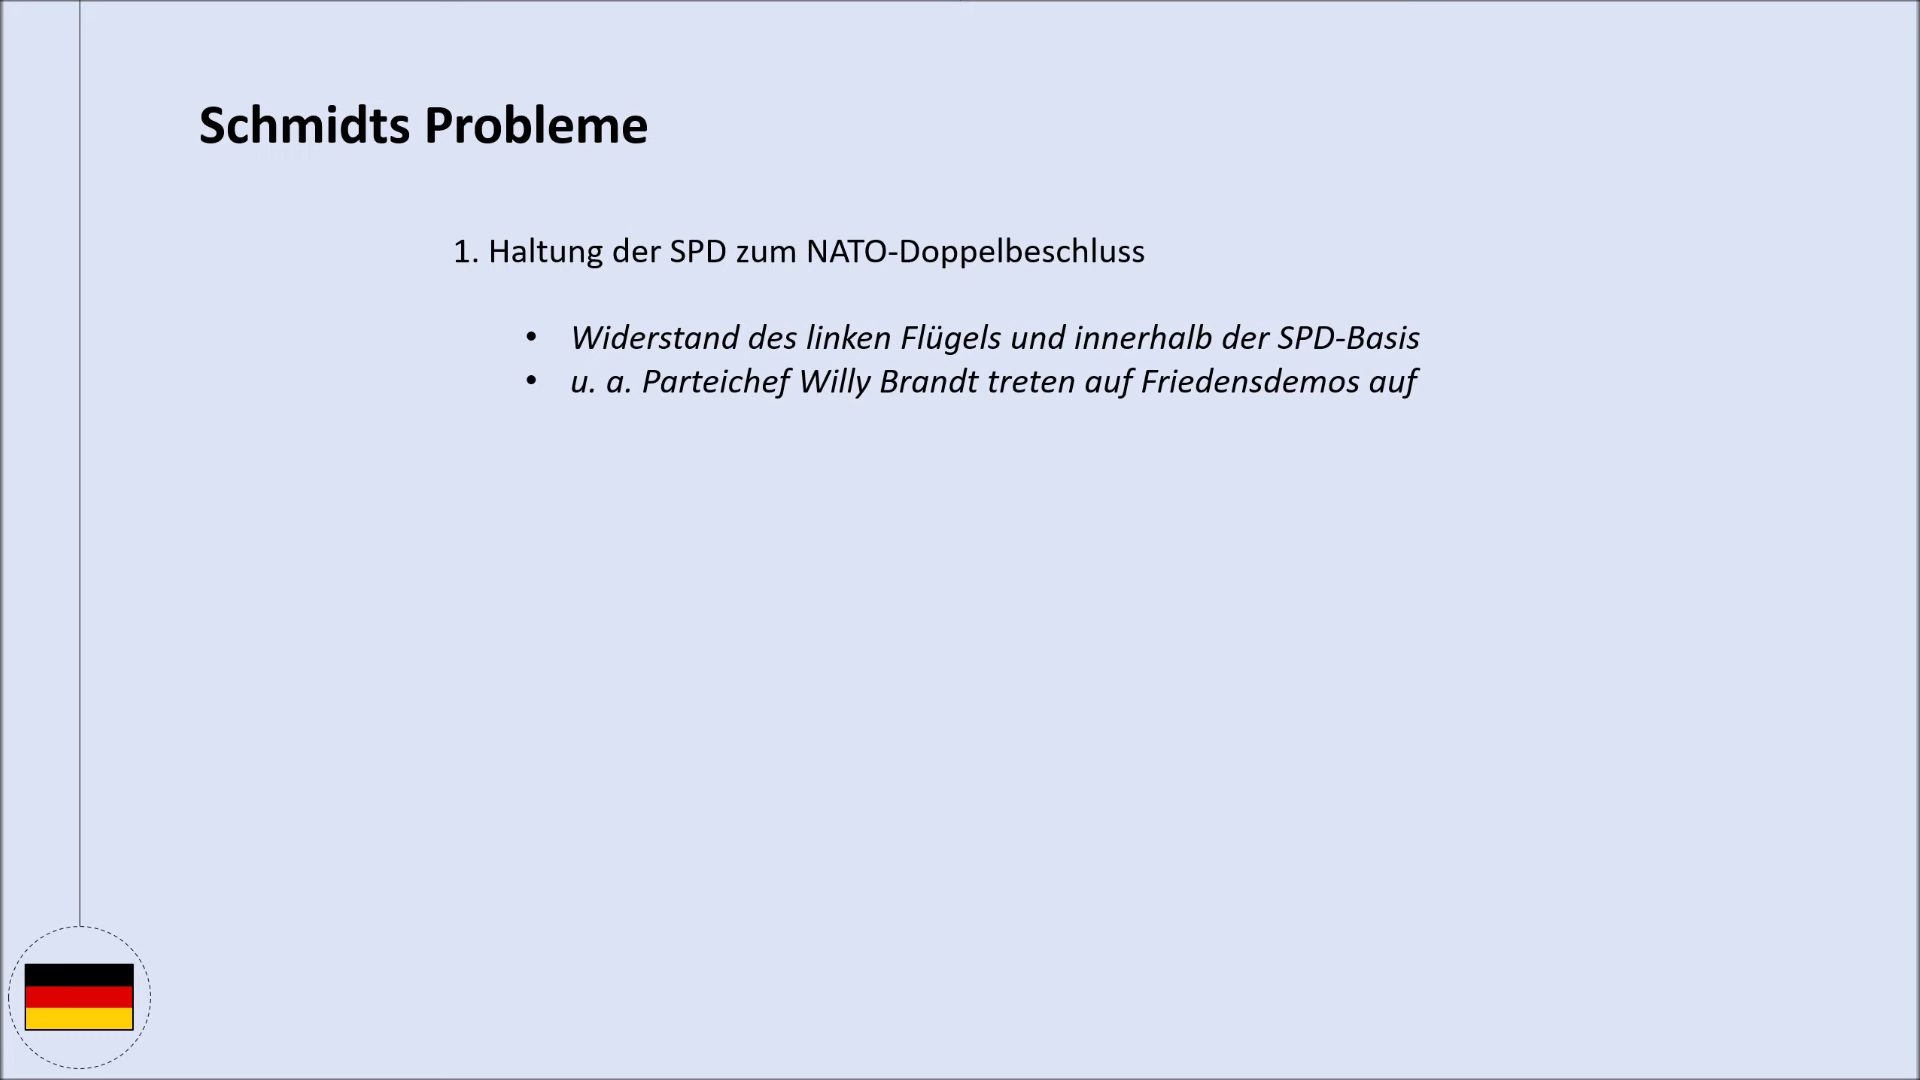 Schmidts Probleme
1. Haltung der SPD zum NATO-Doppelbeschluss
• Widerstand des linken Flügels und innerhalb der SPD-Basis
• u. a. Parteichef Willy Brandt treten auf Friedensdemos auf